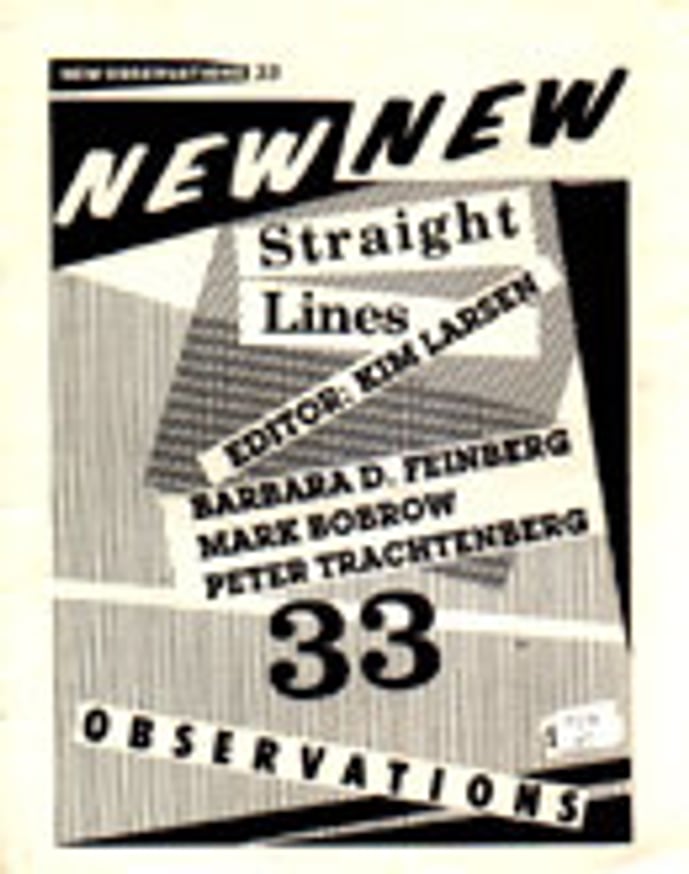 NEW OBSERVATIONS 33
NEW NEW
Straight
Lines
EDITOR: KIM LARSEN
BARBARA D. FEINBERG
MARK BOBROW
PETER TRACHTENBERG
33
OBSERVATIONS